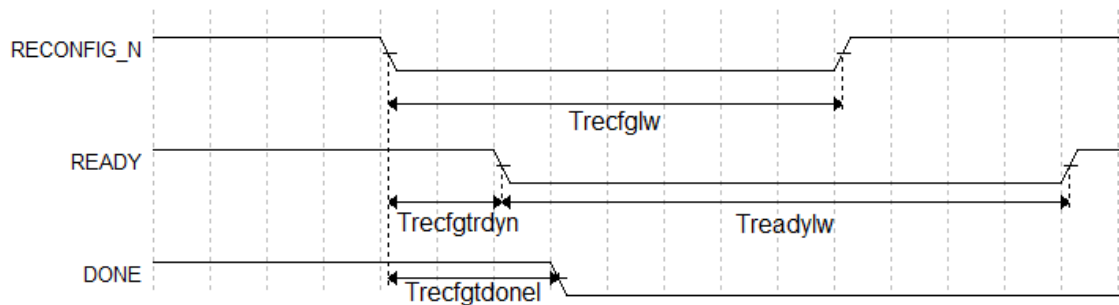 RECONFIG_N
Trecfglw
READY
Trecfgtrdyn
Treadylw
DONE
Trecfgtdonel